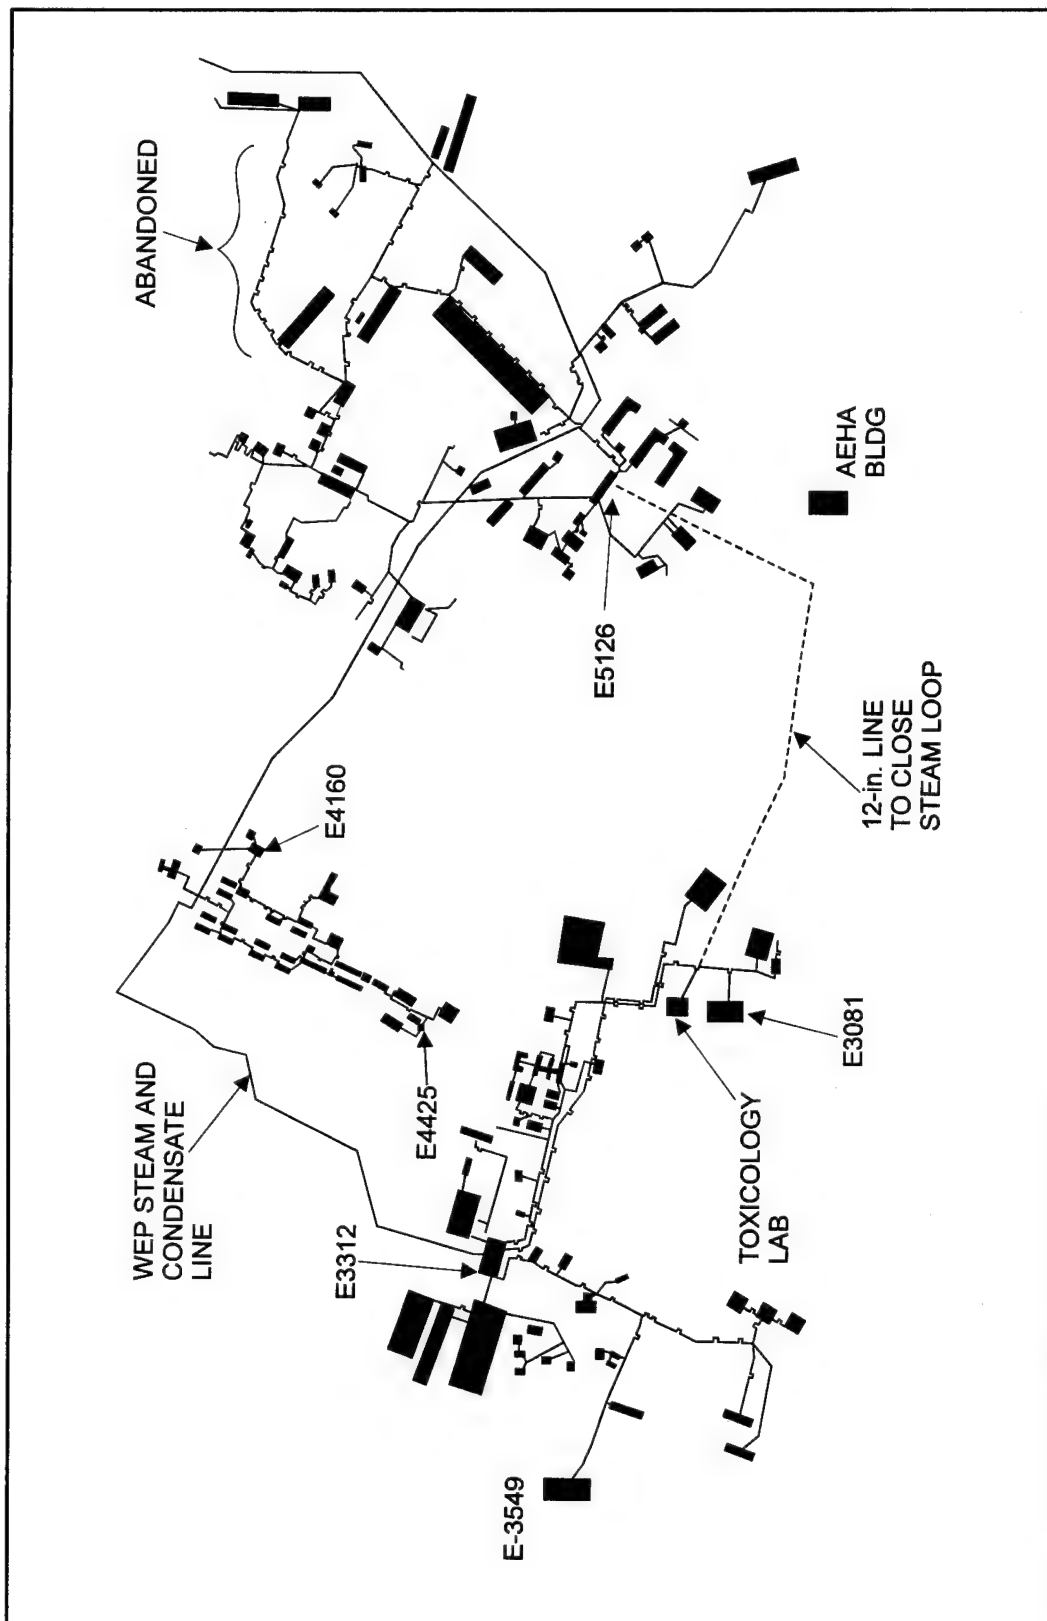 ABANDONED
WEP STEAM AND
CONDENSATE
LINE
E4160
E4425
E3312
E-3549
E5126
AEHA
BLDG
12-in. LINE
TO CLOSE
STEAM LOOP
E3081
TOXICOLOGY
LAB